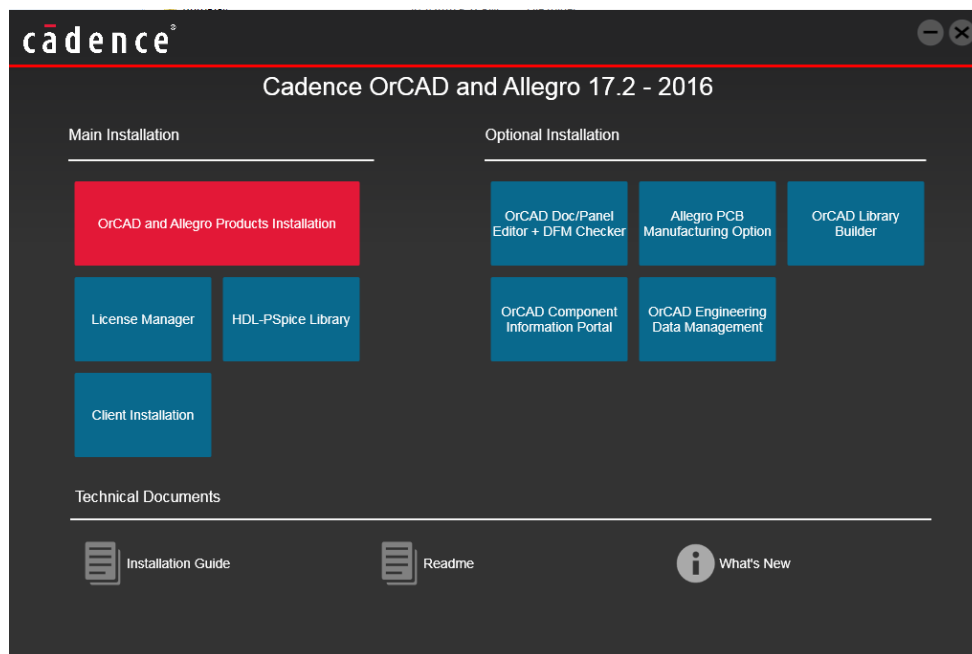 cādence®
Cadence OrCAD and Allegro 17.2 - 2016
Main Installation
OrCAD and Allegro Products Installation
License Manager
HDL-PSpice Library
Client Installation
Optional Installation
OrCAD Doc/Panel
Editor + DFM Checker
Allegro PCB
Manufacturing Option
OrCAD Library
Builder
OrCAD Component
Information Portal
OrCAD Engineering
Data Management
Technical Documents
Installation Guide
Readme
What's New